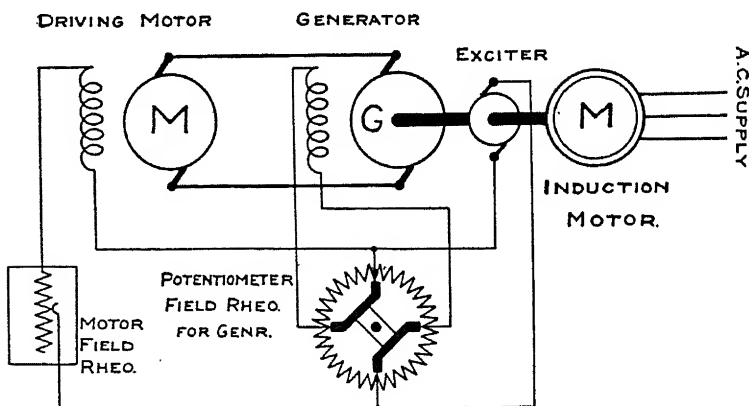 DRIVING MOTOR
GENERATOR
EXCITER
A.C. SUPPLY
M
G
M
INDUCTION
MOTOR.
POTENTIOMETER
FIELD RHEO.
FOR GENR.
MOTOR
FIELD
RHEO.